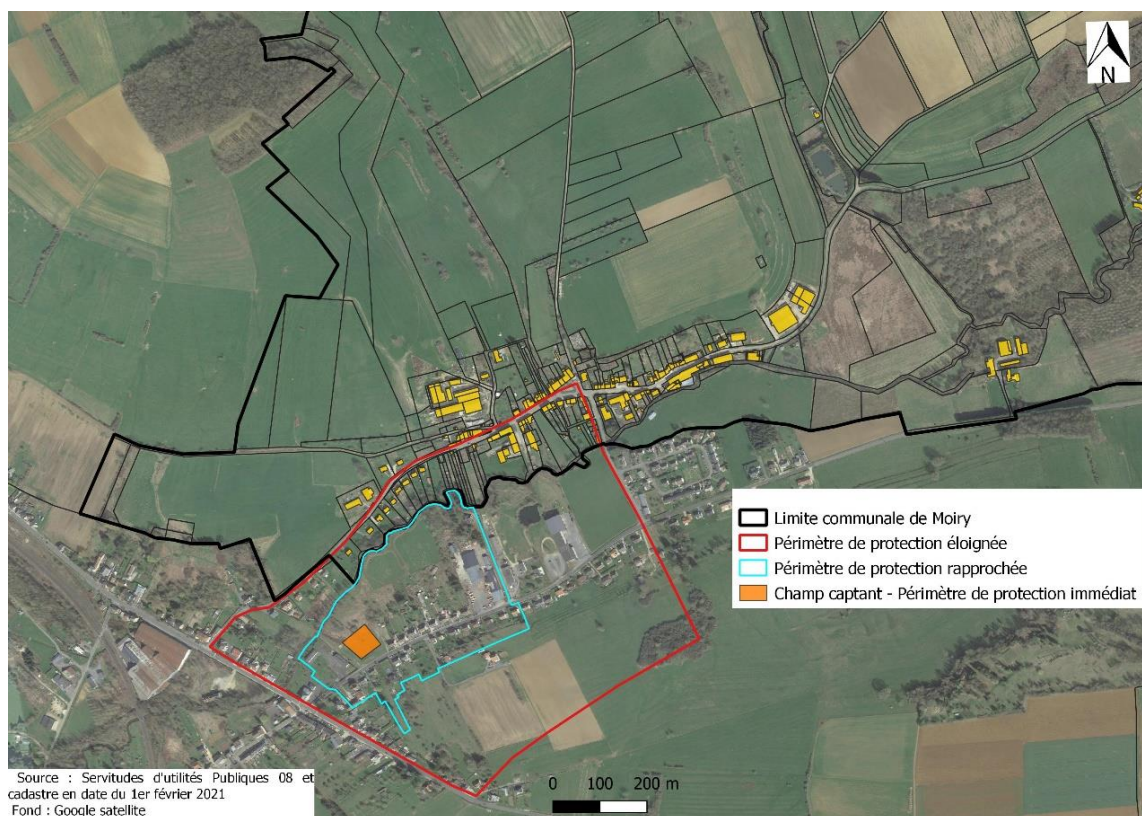 N
Limite communale de Moiry
Périmètre de protection éloignée
Périmètre de protection rapprochée
Champ captant - Périmètre de protection immédiat
Source : Servitudes d'utilités Publiques 08 et
cadastre en date du 1er février 2021
Fond : Google satellite
0 100 200 m